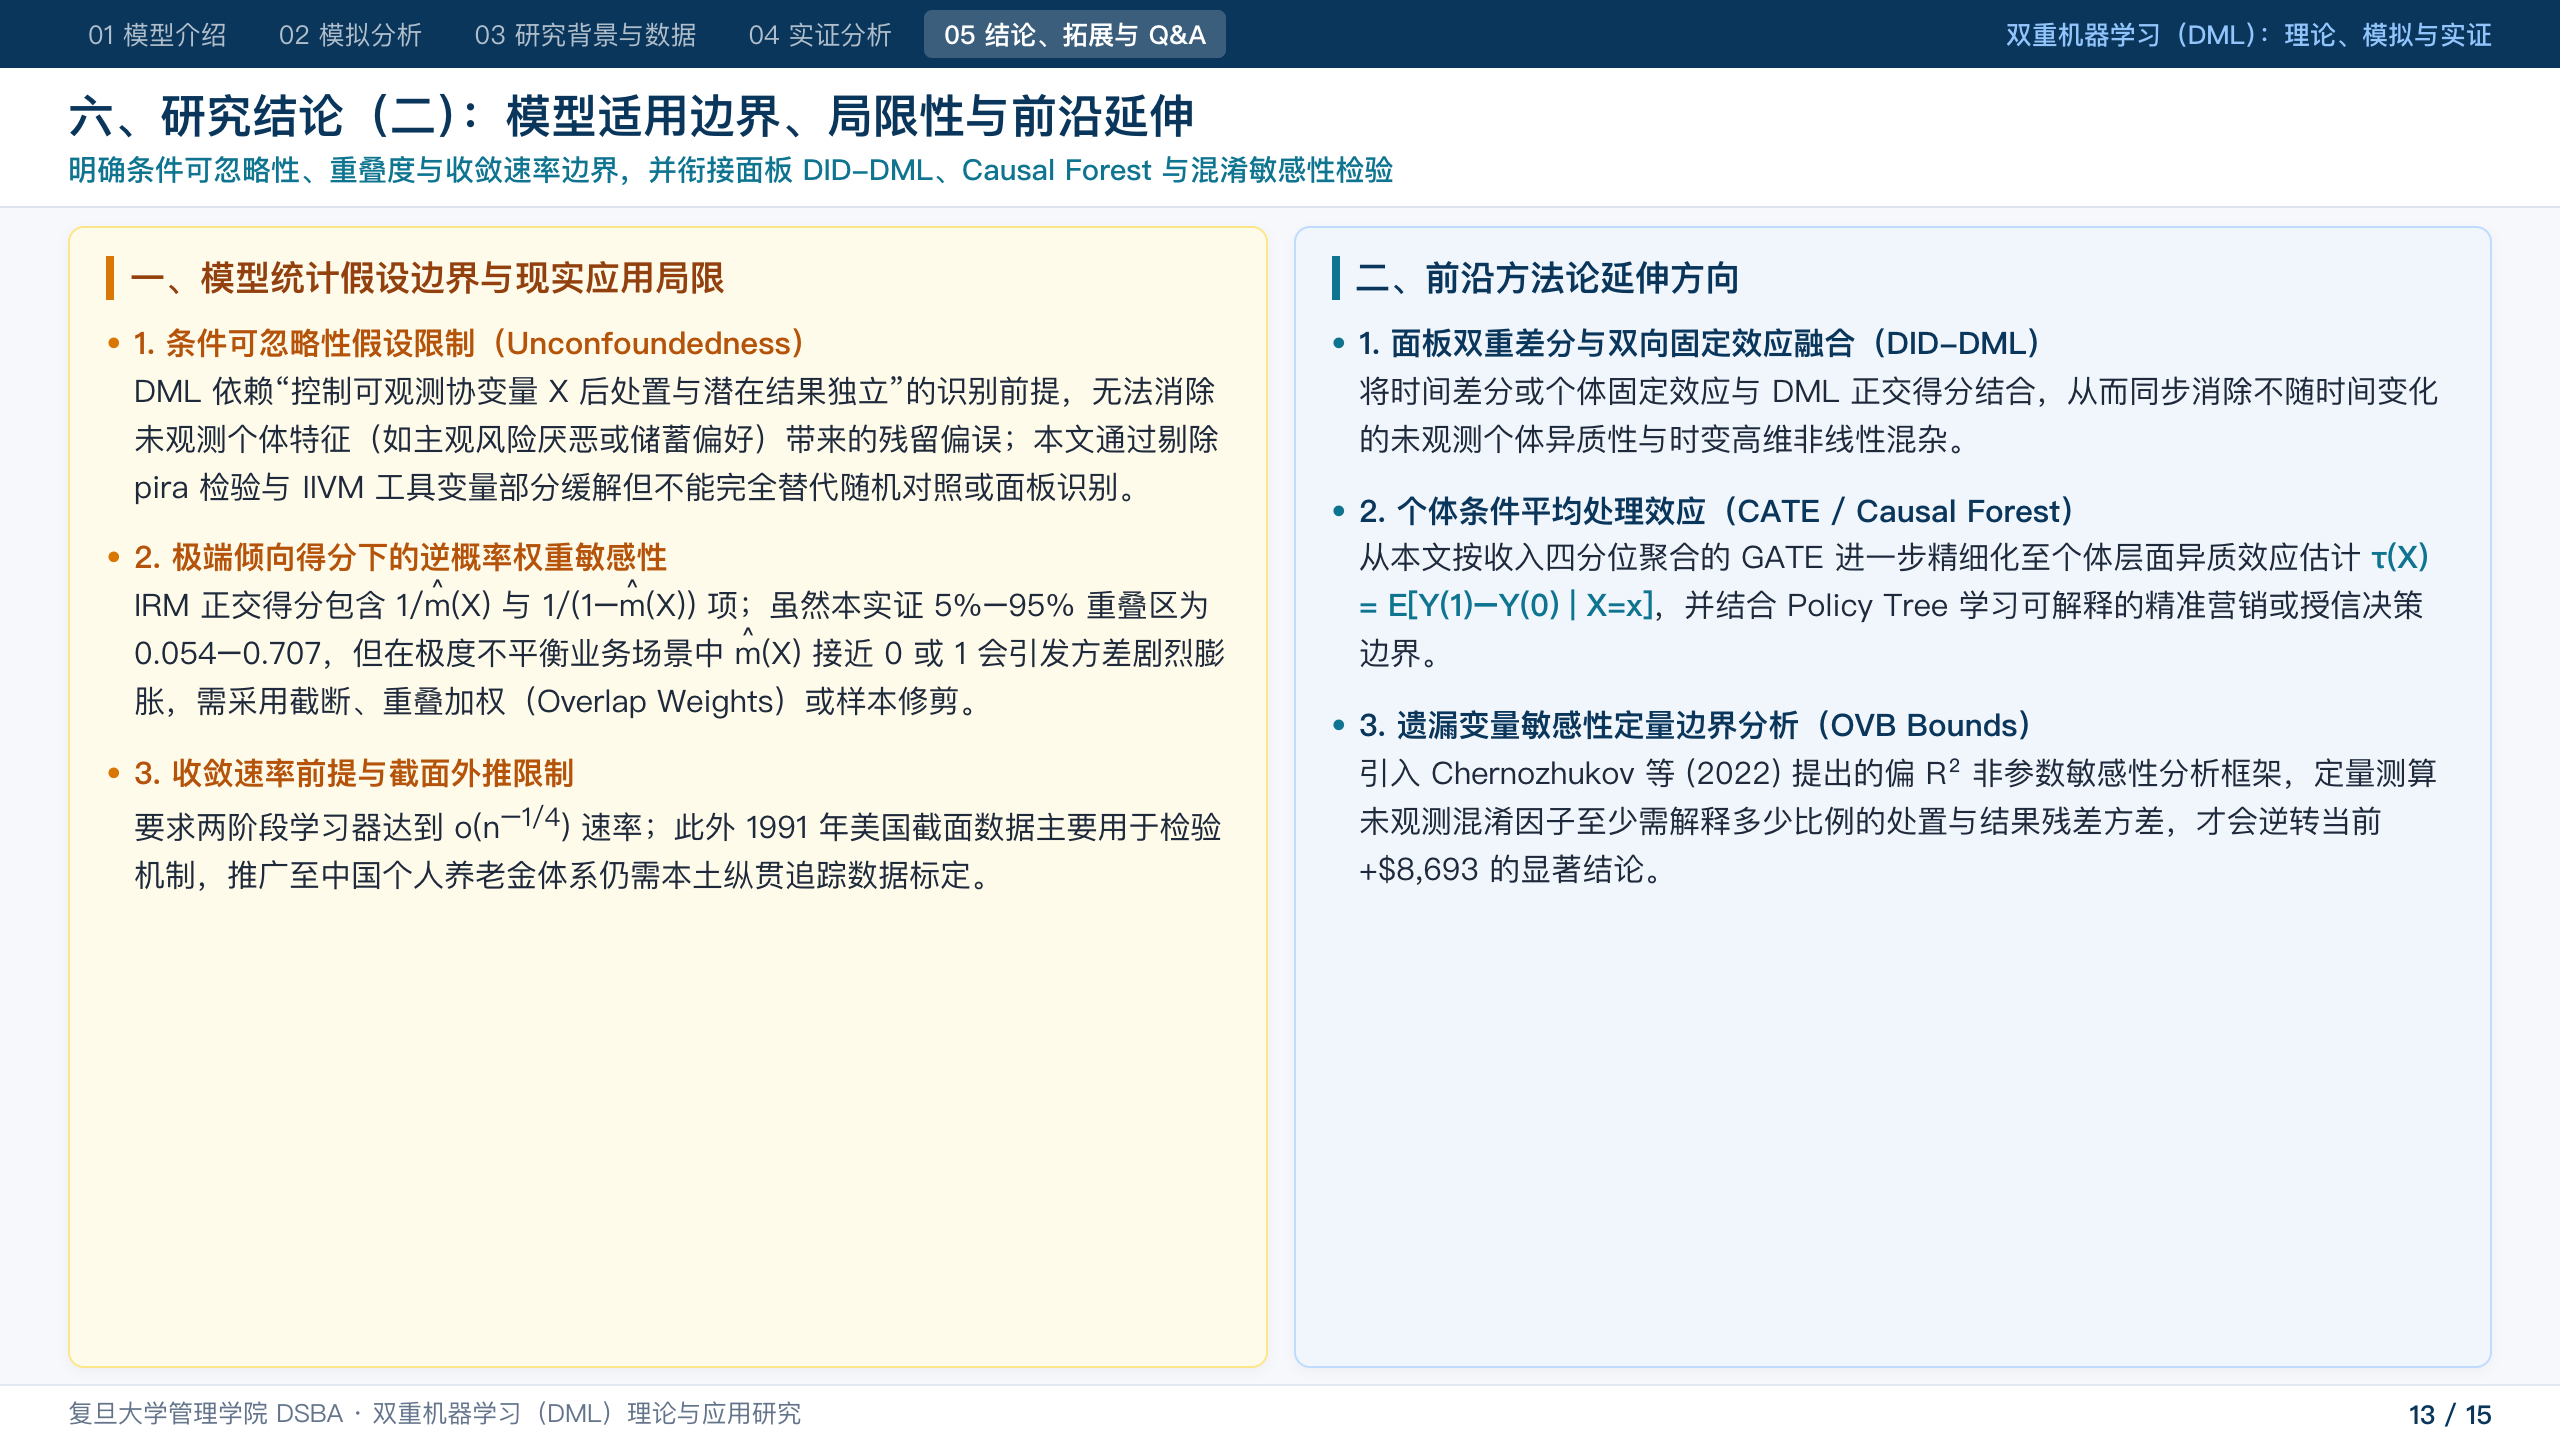 01 模型介绍
02 模拟分析
03 研究背景与数据
04 实证分析
05 结论、拓展与 Q&A
双重机器学习（DML）：理论、模拟与实证
六、研究结论（二）：模型适用边界、局限性与前沿延伸
明确条件可忽略性、重叠度与收敛速率边界，并衔接面板 DID–DML、Causal Forest 与混淆敏感性检验
一、模型统计假设边界与现实应用局限
• 1. 条件可忽略性假设限制（Unconfoundedness）
DML 依赖“控制可观测协变量 X 后处置与潜在结果独立”的识别前提，无法消除
未观测个体特征（如主观风险厌恶或储蓄偏好）带来的残留偏误；本文通过剔除
pira 检验与 IIVM 工具变量部分缓解但不能完全替代随机对照或面板识别。
• 2. 极端倾向得分下的逆概率权重敏感性
IRM 正交得分包含 1/m̂(X) 与 1/(1−m̂(X)) 项；虽然本实证 5%—95% 重叠区为
0.054—0.707，但在极度不平衡业务场景中 m̂(X) 接近 0 或 1 会引发方差剧烈膨
胀，需采用截断、重叠加权（Overlap Weights）或样本修剪。
• 3. 收敛速率前提与截面外推限制
要求两阶段学习器达到 o(n⁻¹/⁴) 速率；此外 1991 年美国截面数据主要用于检验
机制，推广至中国个人养老金体系仍需本土纵贯追踪数据标定。
二、前沿方法论延伸方向
• 1. 面板双重差分与双向固定效应融合（DID–DML）
将时间差分或个体固定效应与 DML 正交得分结合，从而同步消除不随时间变化
的未观测个体异质性与时变高维非线性混杂。
• 2. 个体条件平均处理效应（CATE / Causal Forest）
从本文按收入四分位聚合的 GATE 进一步精细化至个体层面异质效应估计 τ(X)
= E[Y(1)−Y(0) | X=x]，并结合 Policy Tree 学习可解释的精准营销或授信决策
边界。
• 3. 遗漏变量敏感性定量边界分析（OVB Bounds）
引入 Chernozhukov 等 (2022) 提出的偏 R² 非参数敏感性分析框架，定量测算
未观测混淆因子至少需解释多少比例的处置与结果残差方差，才会逆转当前
+$8,693 的显著结论。
复旦大学管理学院 DSBA · 双重机器学习（DML）理论与应用研究
13 / 15